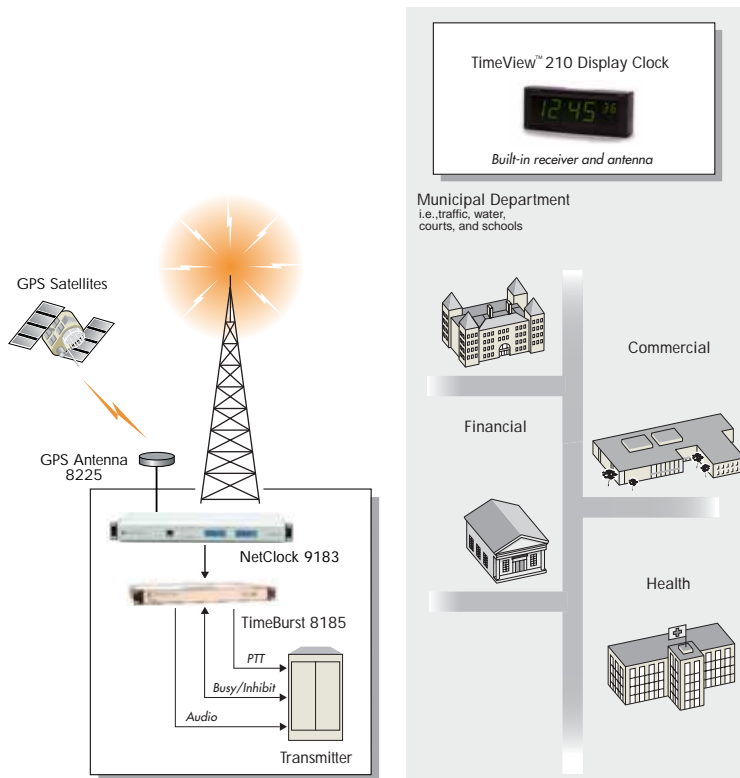 TimeView™ 210 Display Clock
12:45 36
Built-in receiver and antenna
Municipal Department
i.e.,traffic, water,
courts, and schools
GPS Satellites
Commercial
Financial
GPS Antenna
8225
NetClock 9183
TimeBurst 8185
Health
PTT
Busy/Inhibit
Audio
Transmitter